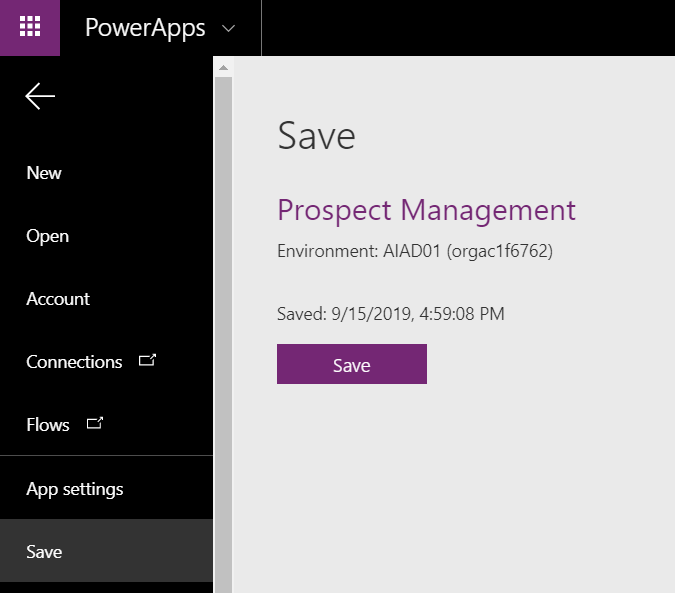 PowerApps
New
Open
Account
Connections
Flows
App settings
Save
Save
Prospect Management
Environment: AIAD01 (orgac1f6762)
Saved: 9/15/2019, 4:59:08 PM
Save